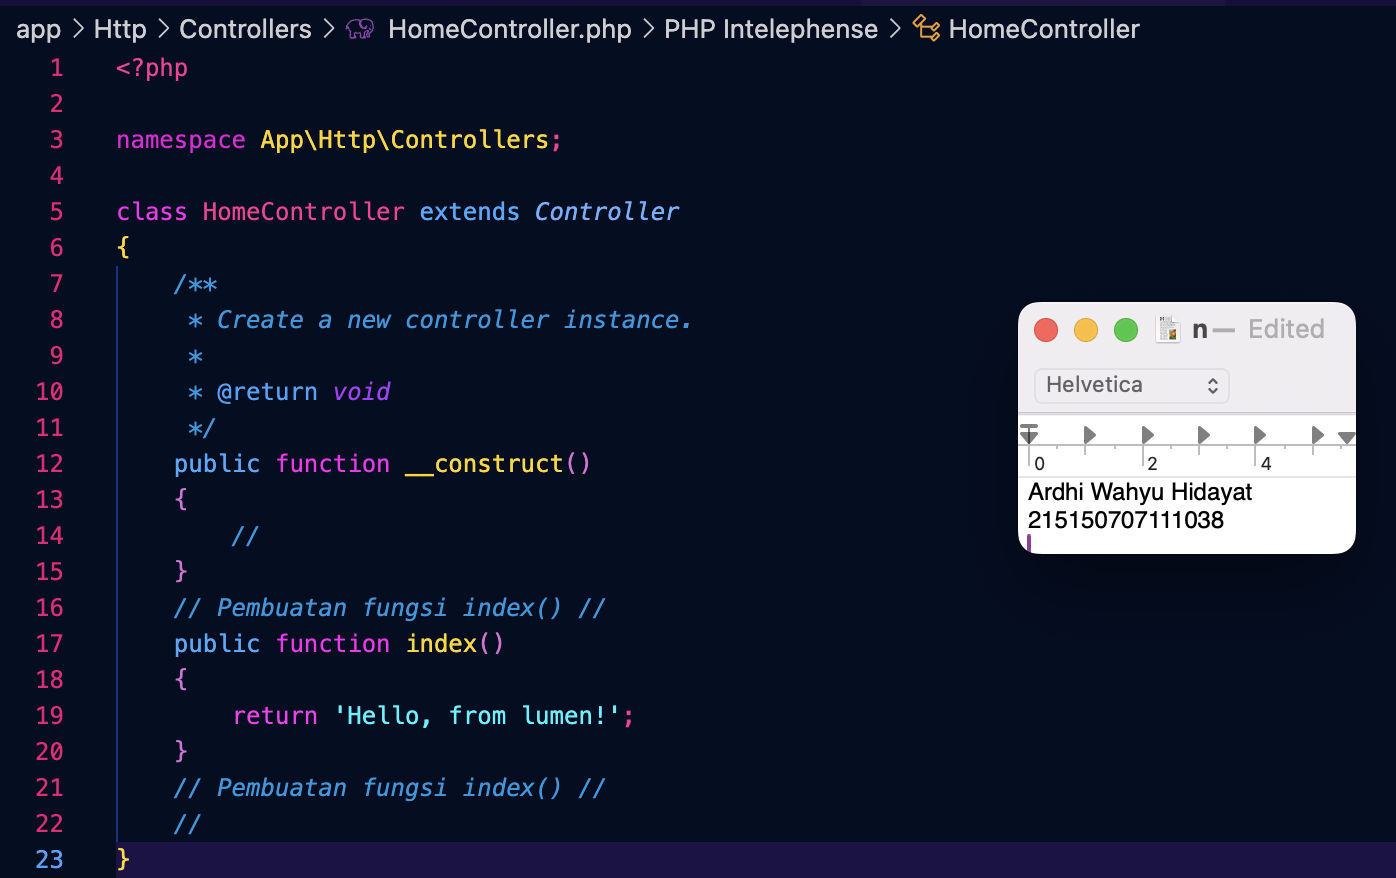 app > Http > Controllers > HomeController.php > PHP Intelephense > HomeController
1 <?php
2
3 namespace App\Http\Controllers;
4
5 class HomeController extends Controller
6 {
7     /**
8      * Create a new controller instance.
9      *
10      * @return void
11      */
12     public function __construct()
13     {
14         //
15     }
16     // Pembuatan fungsi index() //
17     public function index()
18     {
19         return 'Hello, from lumen!';
20     }
21     // Pembuatan fungsi index() //
22     //
23 }
n — Edited
Helvetica
0 2 4
Ardhi Wahyu Hidayat
215150707111038